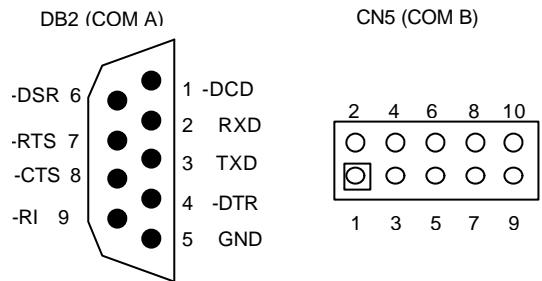 DB2 (COM A)
CN5 (COM B)
-DSR 6
1 -DCD
-RTS 7
2 RXD
-CTS 8
3 TXD
-RI 9
4 -DTR
5 GND
2 4 6 8 10
1 3 5 7 9